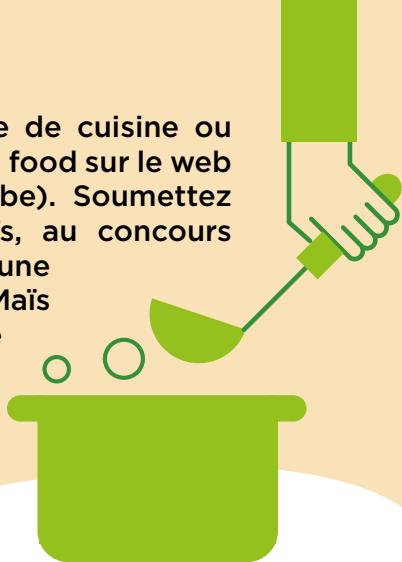 e de cuisine ou
food sur le web
be). Soumettez
s, au concours
une
Maïs
e